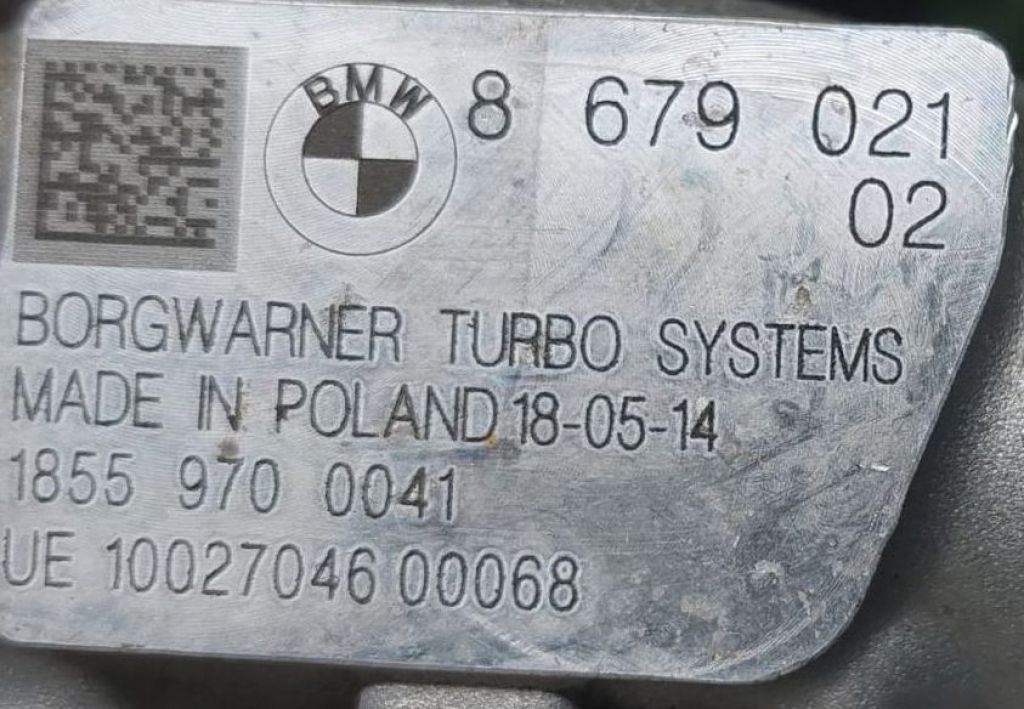 BMW 8 679 021
02
BORGWARNER TURBO SYSTEMS
MADE IN POLAND 18-05-14
1855 970 0041
UE 10027046 00068